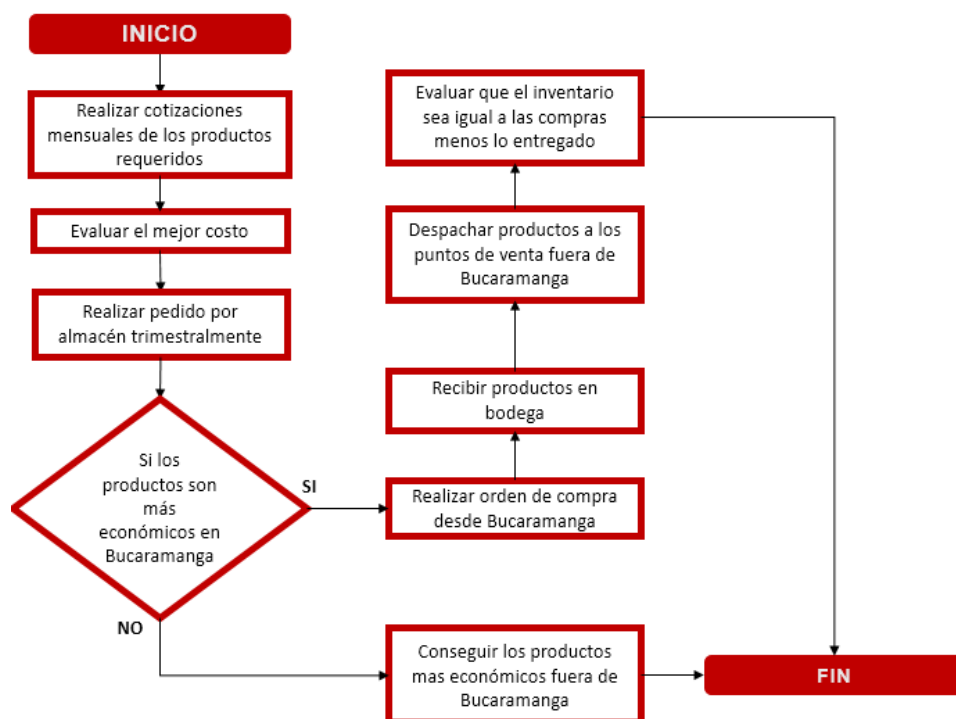 INICIO
Realizar cotizaciones
mensuales de los productos
requeridos
Evaluar el mejor costo
Realizar pedido por
almacén trimestralmente
Si los
productos son
más
económicos en
Bucaramanga
SI
NO
Realizar orden de compra
desde Bucaramanga
Recibir productos en
bodega
Despachar productos a los
puntos de venta fuera de
Bucaramanga
Evaluar que el inventario
sea igual a las compras
menos lo entregado
Conseguir los productos
mas económicos fuera de
Bucaramanga
FIN